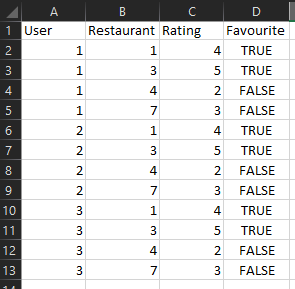 A B C D
1 User Restaurant Rating Favourite
2 1 1 4 TRUE
3 1 3 5 TRUE
4 1 4 2 FALSE
5 1 7 3 FALSE
6 2 1 4 TRUE
7 2 3 5 TRUE
8 2 4 2 FALSE
9 2 7 3 FALSE
10 3 1 4 TRUE
11 3 3 5 TRUE
12 3 4 2 FALSE
13 3 7 3 FALSE